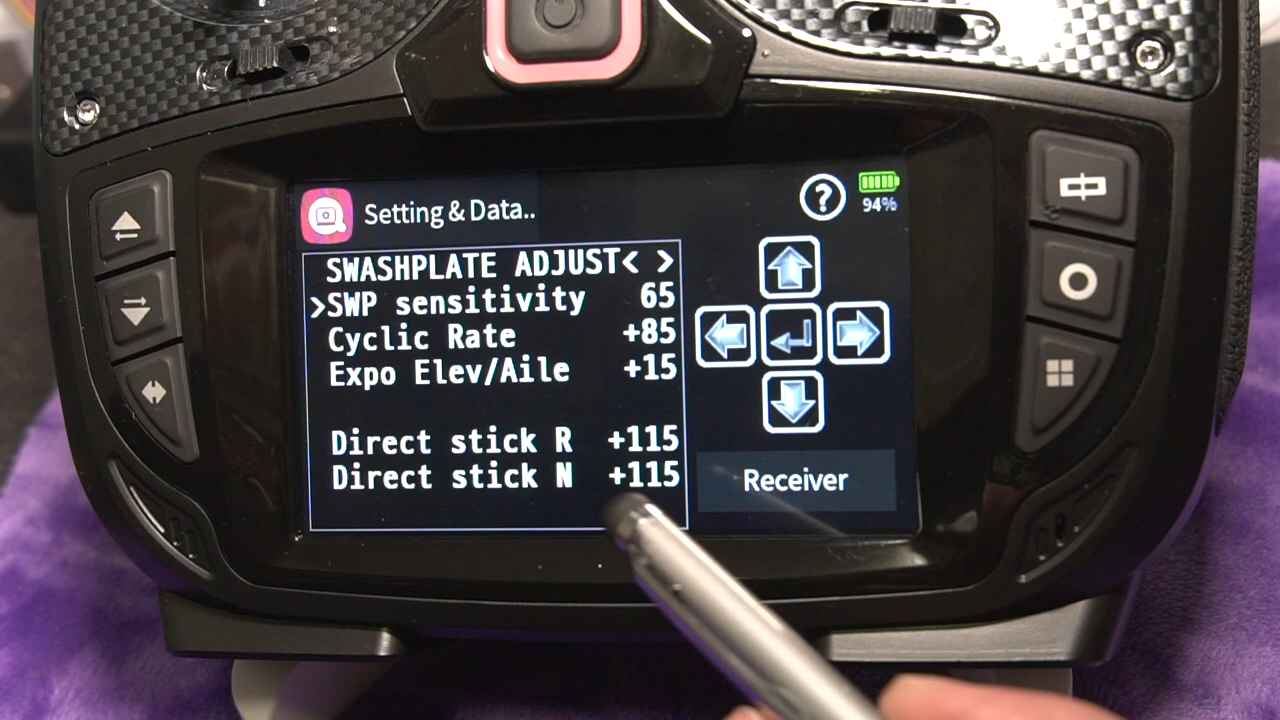 Setting & Data..
94%
SWASHPLATE ADJUST< >
>SWP sensitivity 65
Cyclic Rate +85
Expo Elev/Aile +15
Direct stick R +115
Direct stick N +115
Receiver